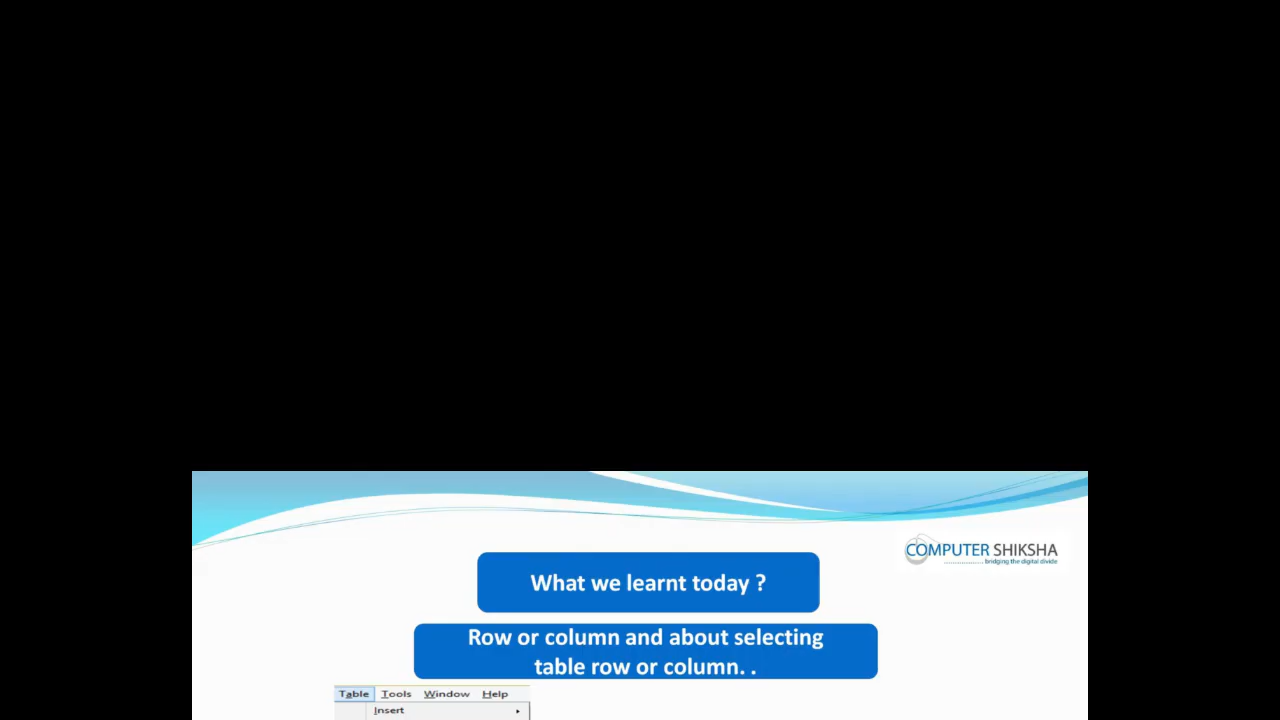 COMPUTER SHIKSHA
bridging the digital divide
What we learnt today ?
Row or column and about selecting
table row or column. .
Table Tools Window Help
Insert